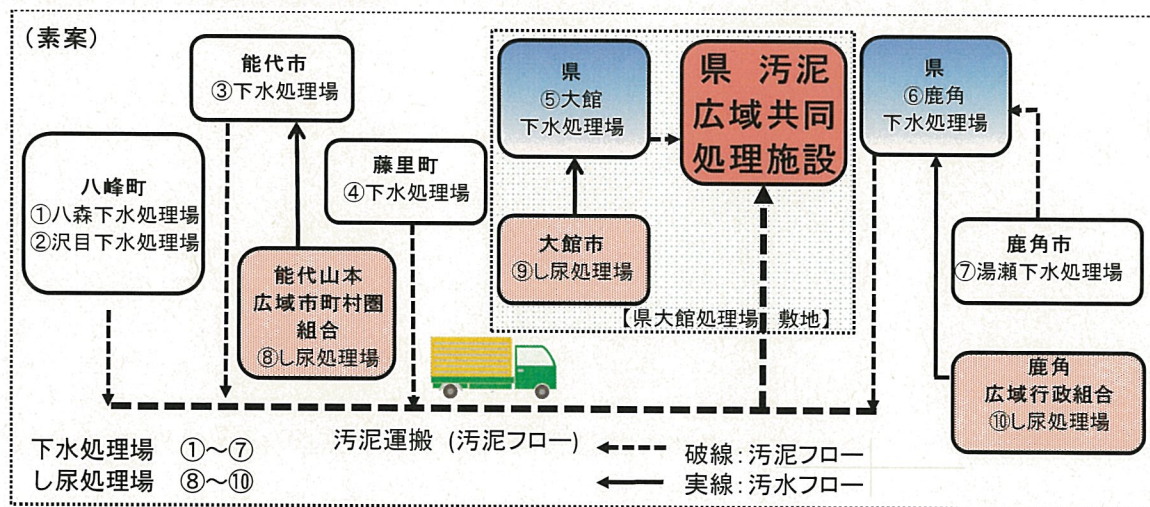 (素案)
八峰町
①八森下水処理場
②沢目下水処理場
能代市
③下水処理場
能代山本
広域市町村圏
組合
⑧し尿処理場
藤里町
④下水処理場
県
⑤大館
下水処理場
大館市
⑨し尿処理場
県 汚泥
広域共同
処理施設
【県大館処理場 敷地】
県
⑥鹿角
下水処理場
鹿角市
⑦湯瀬下水処理場
鹿角
広域行政組合
⑩し尿処理場
汚泥運搬 (汚泥フロー)
下水処理場 ①～⑦
し尿処理場 ⑧～⑩
破線:汚泥フロー
実線:汚水フロー